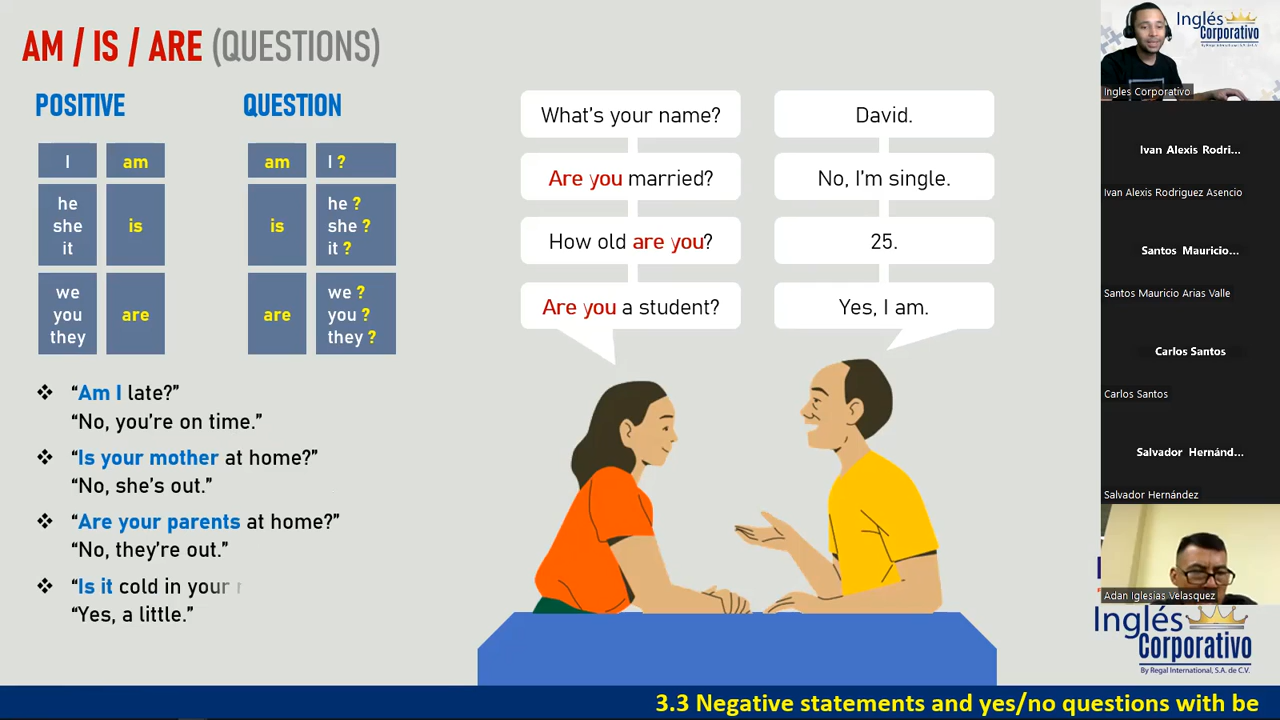 AM / IS / ARE (QUESTIONS)
POSITIVE
I
am
he
she
it
is
we
you
they
are
QUESTION
am
I ?
is
he ?
she ?
it ?
are
we ?
you ?
they ?
❖ “Am I late?”
“No, you’re on time.”
❖ “Is your mother at home?”
“No, she’s out.”
❖ “Are your parents at home?”
“No, they’re out.”
❖ “Is it cold in your
“Yes, a little.”
What’s your name?
David.
Are you married?
No, I’m single.
How old are you?
25.
Are you a student?
Yes, I am.
Inglés
Corporativo
By Regal International, S.A. de C.V.
Ingles Corporativo
Ivan Alexis Rodri...
Ivan Alexis Rodriguez Asencio
Santos Mauricio...
Santos Mauricio Arias Valle
Carlos Santos
Carlos Santos
Salvador Hernánd...
Salvador Hernández
Adan Iglesias Velasquez
Inglés
Corporativo
By Regal International, S.A. de C.V.
3.3 Negative statements and yes/no questions with be